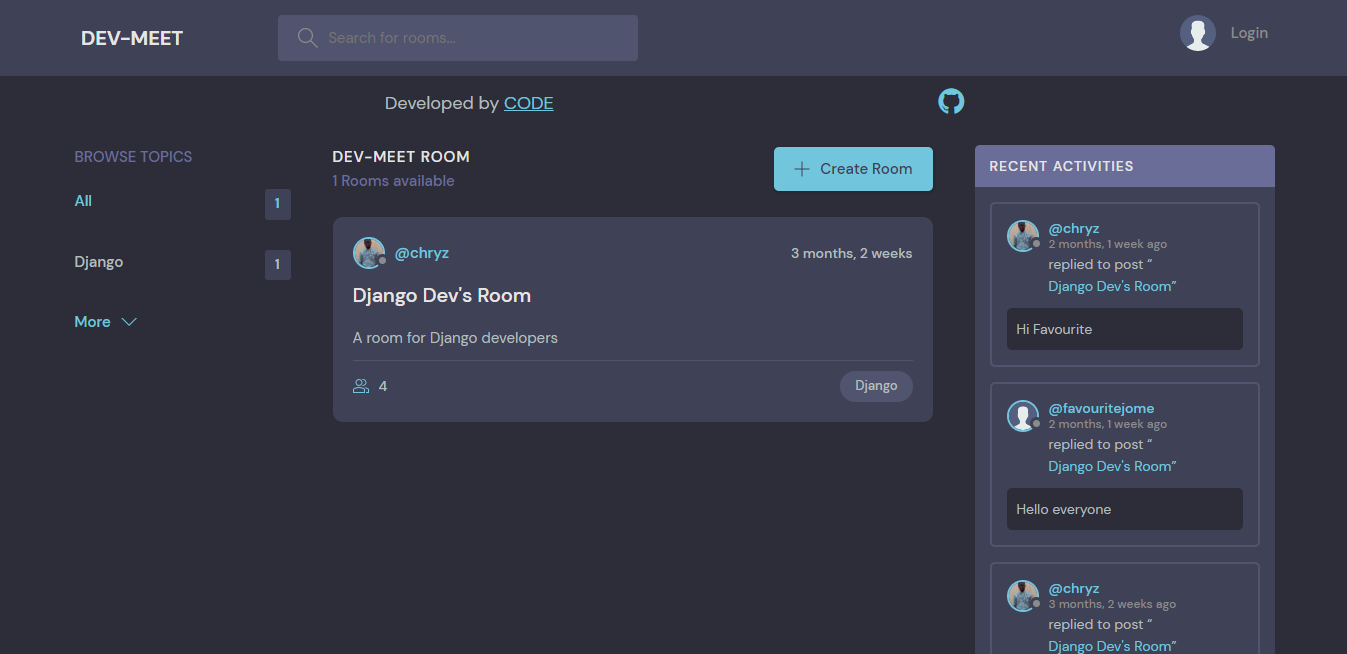 DEV-MEET
Search for rooms...
Login
Developed by CODE
BROWSE TOPICS
All 1
Django 1
More
DEV-MEET ROOM
1 Rooms available
Create Room
@chryz
3 months, 2 weeks
Django Dev's Room
A room for Django developers
4
Django
RECENT ACTIVITIES
@chryz
2 months, 1 week ago
replied to post “
Django Dev's Room”
Hi Favourite
@favouritejome
2 months, 1 week ago
replied to post “
Django Dev's Room”
Hello everyone
@chryz
3 months, 2 weeks ago
replied to post “
Django Dev's Room”